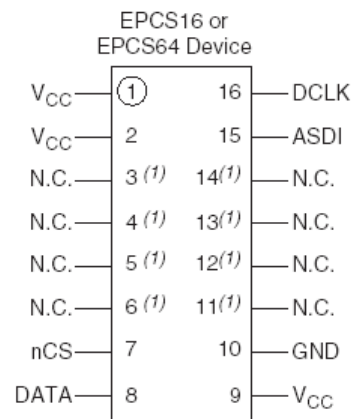 EPCS16 or
EPCS64 Device
VCC 1 16 DCLK
VCC 2 15 ASDI
N.C. 3 (1) 14(1) N.C.
N.C. 4 (1) 13(1) N.C.
N.C. 5 (1) 12(1) N.C.
N.C. 6 (1) 11(1) N.C.
nCS 7 10 GND
DATA 8 9 VCC